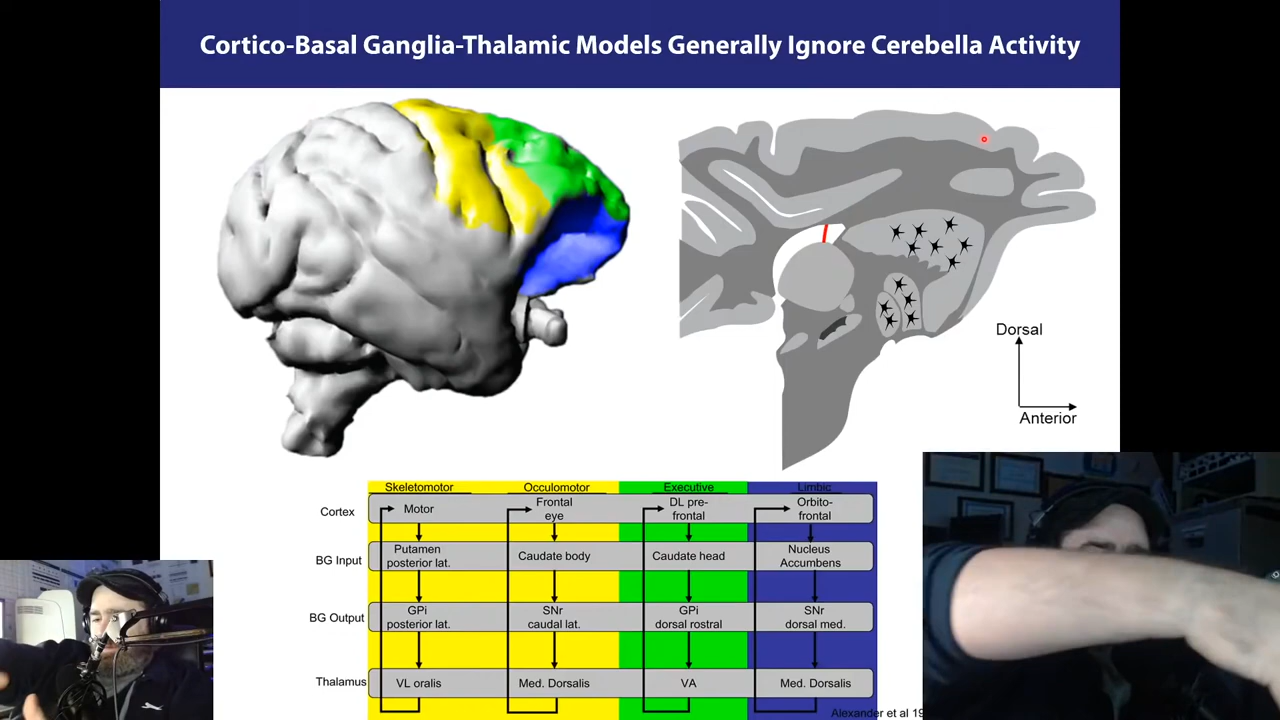 Cortico-Basal Ganglia-Thalamic Models Generally Ignore Cerebella Activity
Dorsal
Anterior
Skeletomotor
Occulomotor
Executive
Limbic
Cortex
Motor
Frontal
eye
DL pre-
frontal
Orbito-
frontal
BG Input
Putamen
posterior lat.
Caudate body
Caudate head
Nucleus
Accumbens
BG Output
GPi
posterior lat.
SNr
caudal lat.
GPi
dorsal rostral
SNr
dorsal med.
Thalamus
VL oralis
Med. Dorsalis
VA
Med. Dorsalis
Alexander et al